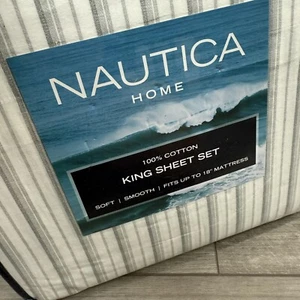 NAUTICA
HOME
100% COTTON
KING SHEET SET
SOFT | SMOOTH | FITS UP TO 18" MATTRESS